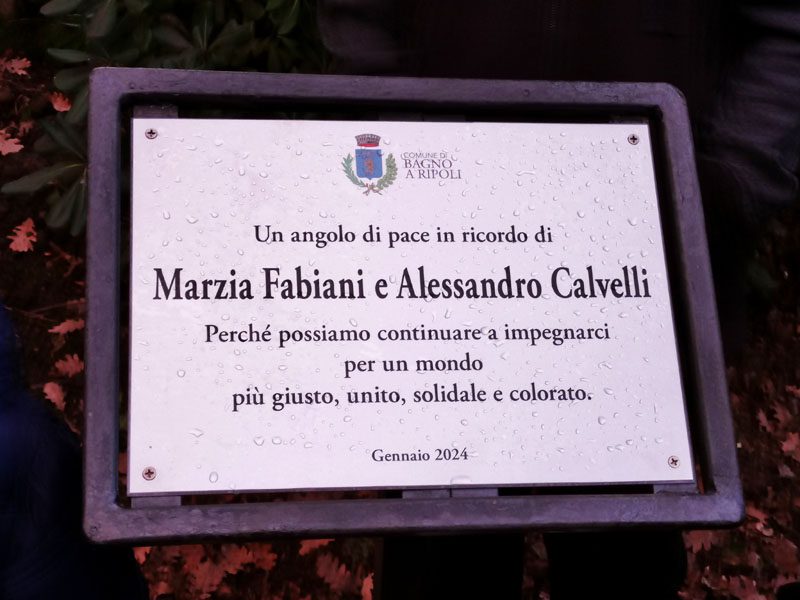 COMUNE DI
BAGNO
A RIPOLI
Un angolo di pace in ricordo di
Marzia Fabiani e Alessandro Calvelli
Perché possiamo continuare a impegnarci
per un mondo
più giusto, unito, solidale e colorato.
Gennaio 2024